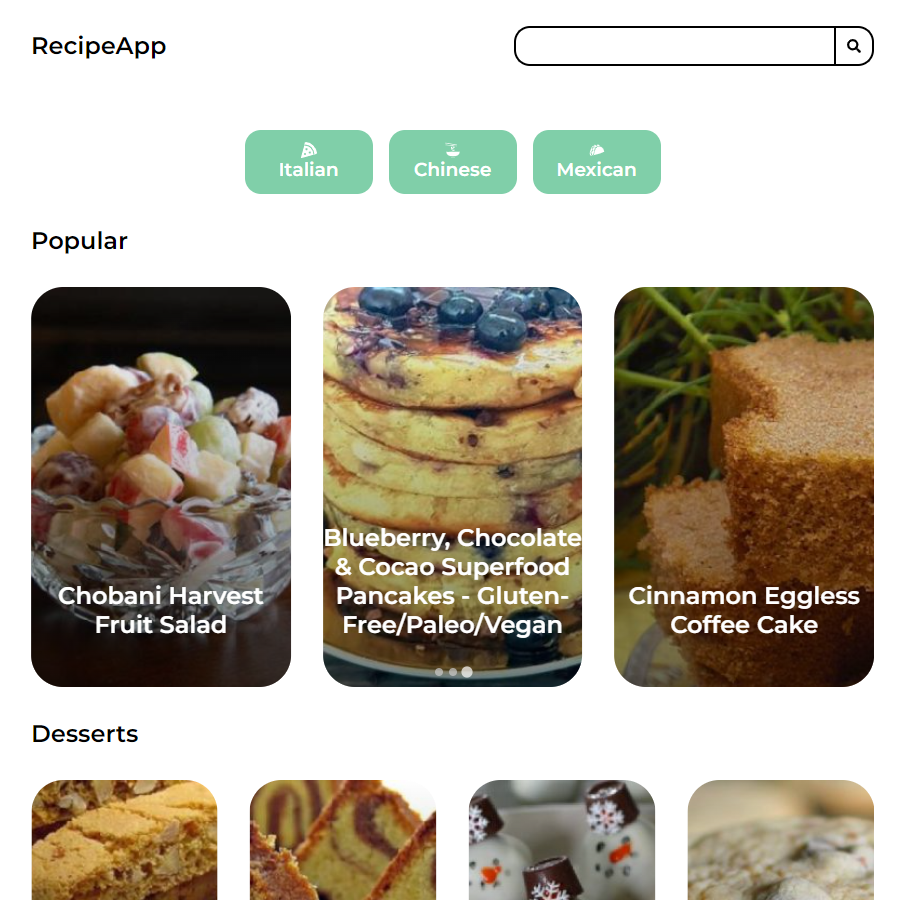 RecipeApp
Italian
Chinese
Mexican
Popular
Chobani Harvest
Fruit Salad
Blueberry, Chocolate
& Cocao Superfood
Pancakes - Gluten-
Free/Paleo/Vegan
Cinnamon Eggless
Coffee Cake
Desserts